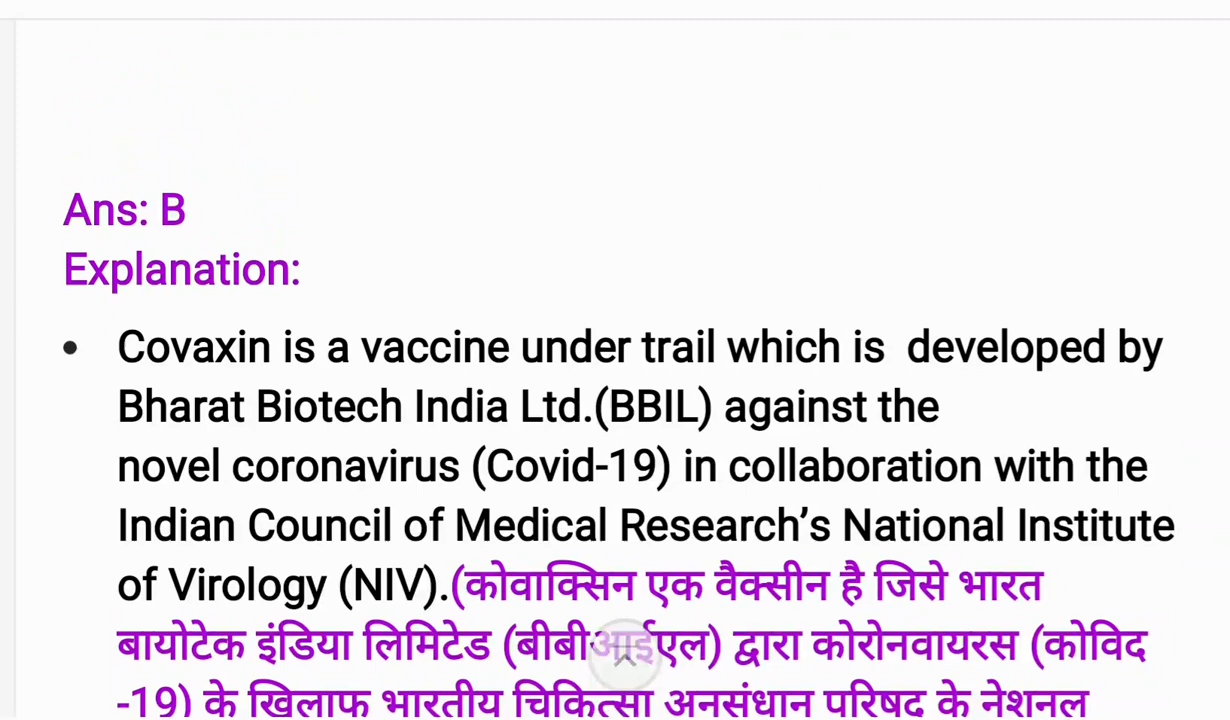 Ans: B
Explanation:
• Covaxin is a vaccine under trail which is developed by
Bharat Biotech India Ltd.(BBIL) against the
novel coronavirus (Covid-19) in collaboration with the
Indian Council of Medical Research’s National Institute
of Virology (NIV).(कोवाक्सिन एक वैक्सीन है जिसे भारत
बायोटेक इंडिया लिमिटेड (बीबीआईएल) द्वारा कोरोनवायरस (कोविद
-19) के खिलाफ भारतीय चिकित्सा अनुसंधान परिषद के नेशनल